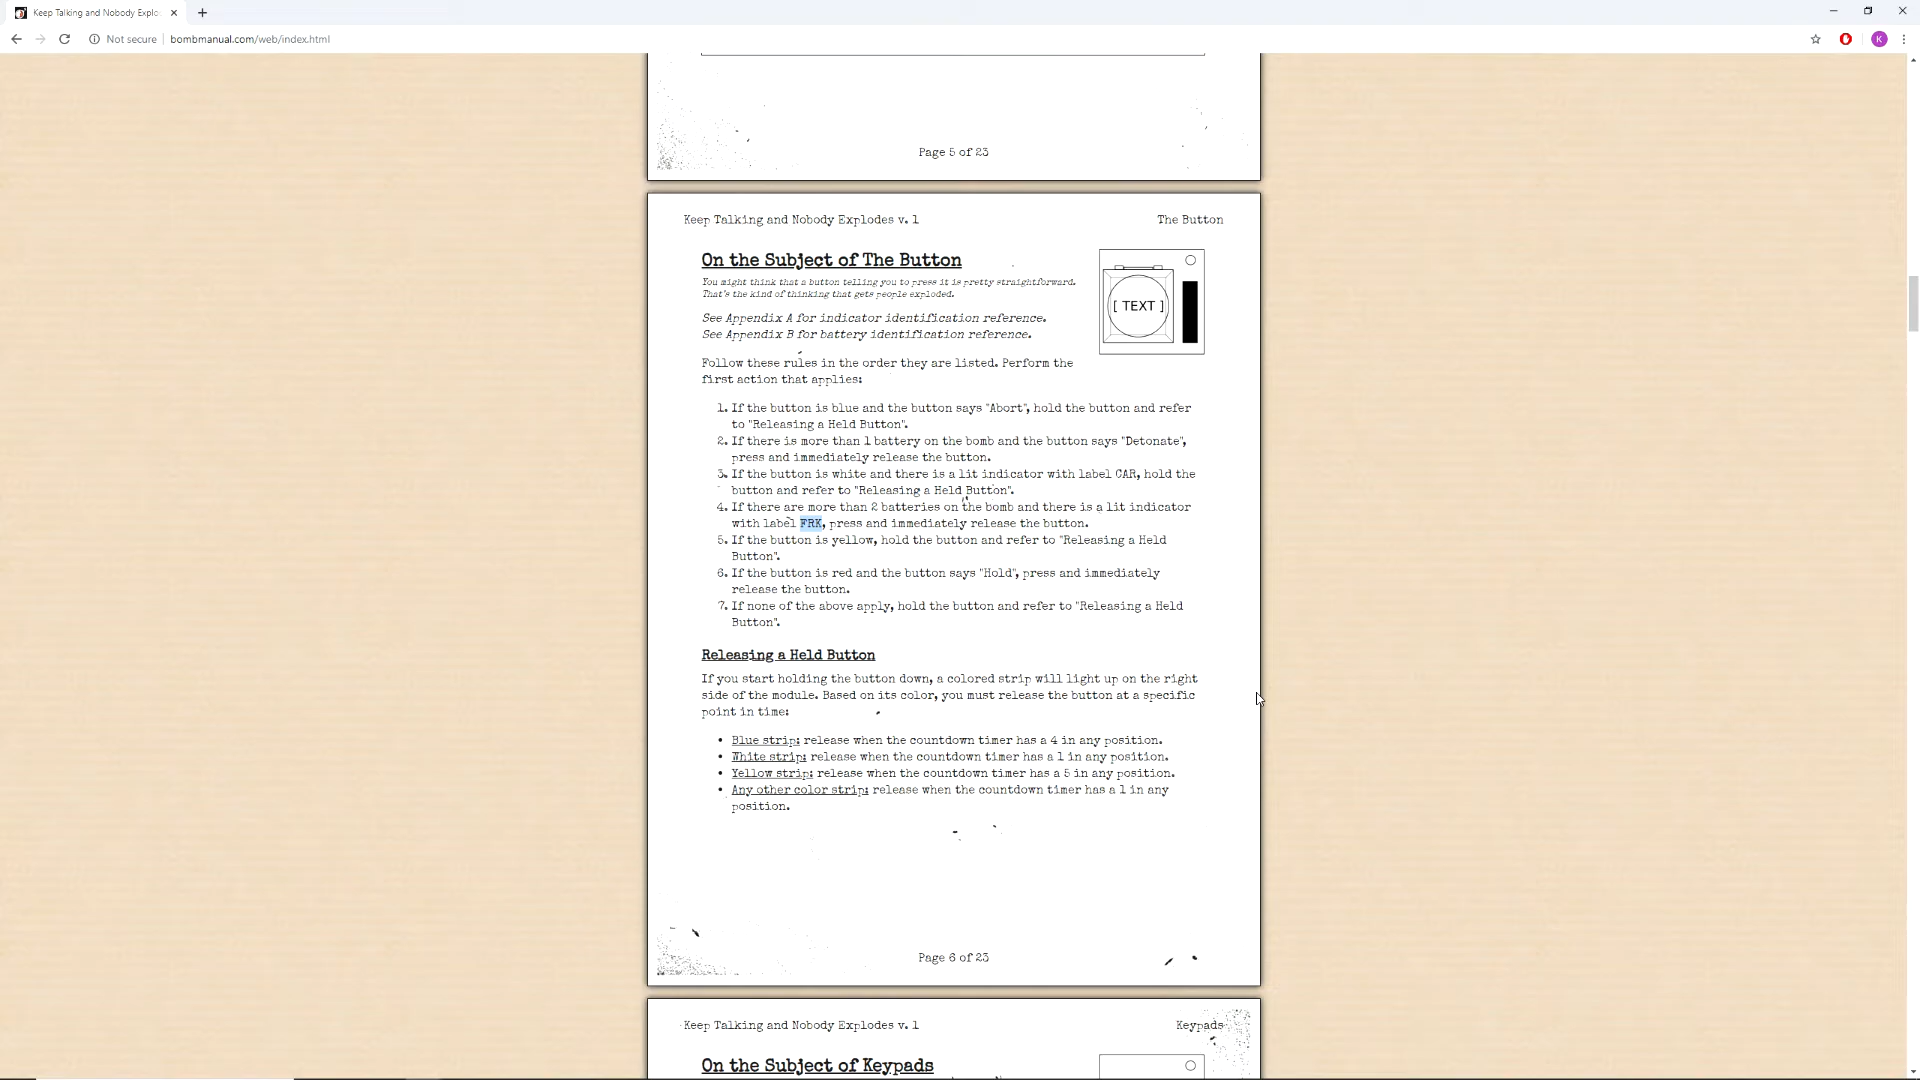 Keep Talking and Nobody Explo
Not secure
bombmanual.com/web/index.html
K
Page 5 of 23
Keep Talking and Nobody Explodes v. 1
The Button
On the Subject of The Button
You might think that a button telling you to press it is pretty straightforward.
That's the kind of thinking that gets people exploded.
[ TEXT ]
See Appendix A for indicator identification reference.
See Appendix B for battery identification reference.
Follow these rules in the order they are listed. Perform the
first action that applies:
1. If the button is blue and the button says "Abort", hold the button and refer
to "Releasing a Held Button".
2. If there is more than 1 battery on the bomb and the button says "Detonate",
press and immediately release the button.
3. If the button is white and there is a lit indicator with label CAR, hold the
button and refer to "Releasing a Held Button".
4. If there are more than 2 batteries on the bomb and there is a lit indicator
with label FRK, press and immediately release the button.
5. If the button is yellow, hold the button and refer to "Releasing a Held
Button".
6. If the button is red and the button says "Hold", press and immediately
release the button.
7. If none of the above apply, hold the button and refer to "Releasing a Held
Button".
Releasing a Held Button
If you start holding the button down, a colored strip will light up on the right
side of the module. Based on its color, you must release the button at a specific
point in time:
• Blue strip: release when the countdown timer has a 4 in any position.
• White strip: release when the countdown timer has a 1 in any position.
• Yellow strip: release when the countdown timer has a 5 in any position.
• Any other color strip: release when the countdown timer has a 1 in any
position.
Page 6 of 23
Keep Talking and Nobody Explodes v. 1
Keypads
On the Subject of Keypads